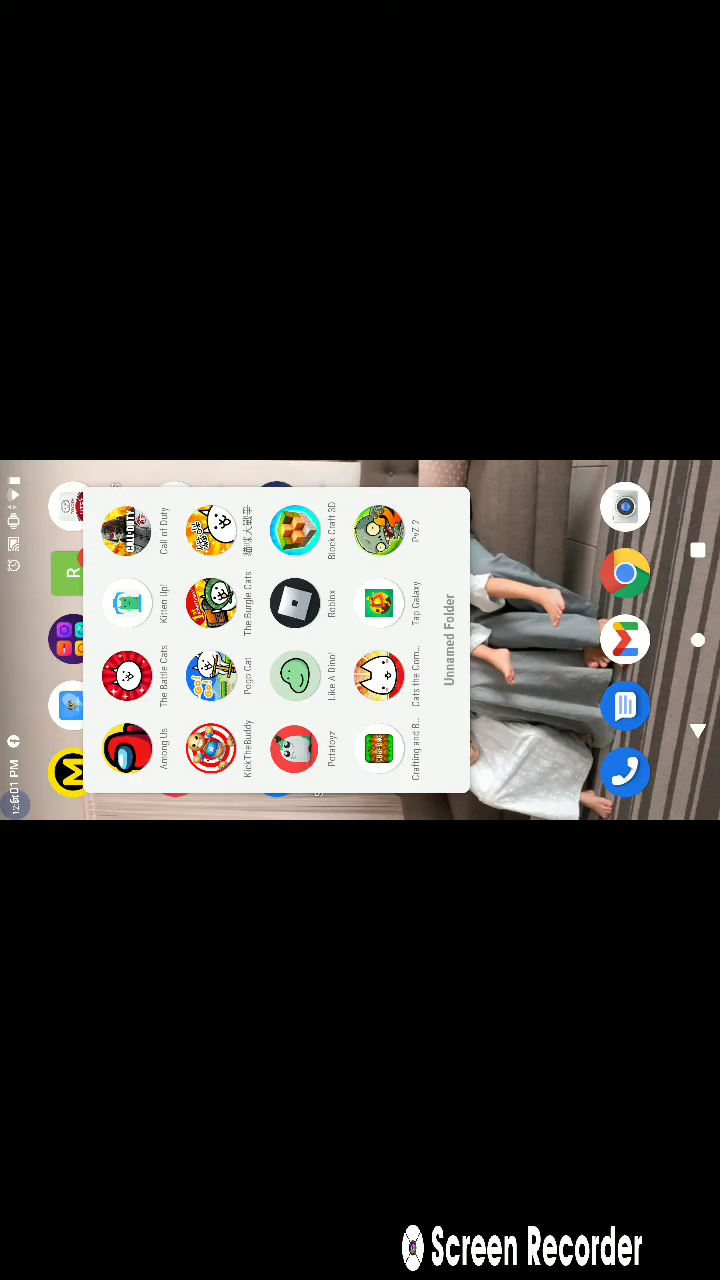 6:01 PM
Among Us
The Battle Cats
Kitten Up!
Call of Duty
KickTheBuddy
Pogo Cat
The Burgle Cats
貓咪大戰爭
Potatoyz
Like A Dino!
Roblox
Block Craft 3D
Crafting and B...
Cats the Com...
Tap Galaxy
PvZ 2
Unnamed Folder
Screen Recorder